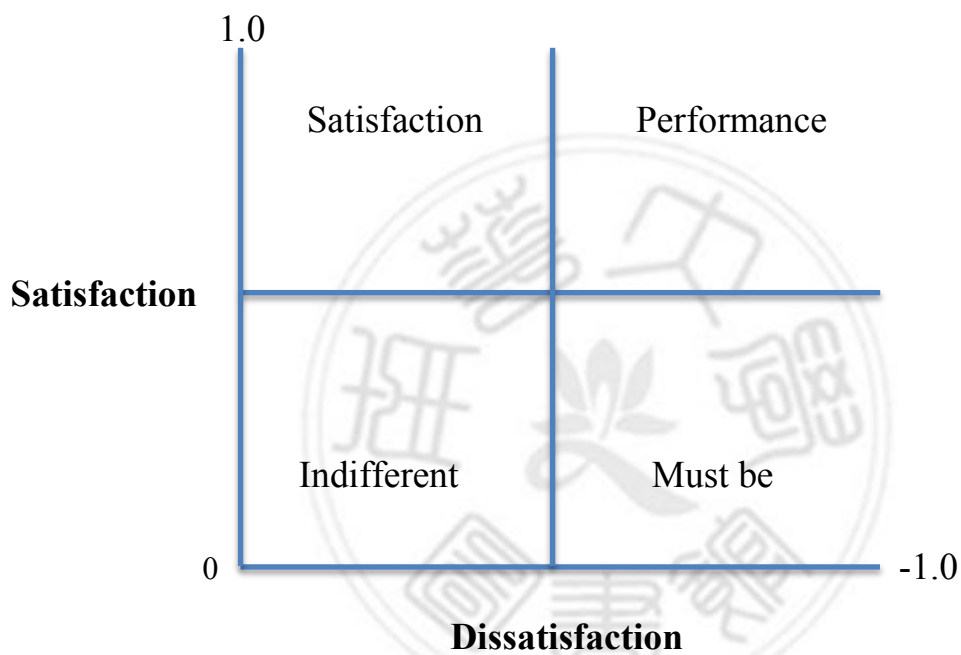 1.0
Satisfaction Performance
Satisfaction
Indifferent Must be
0 -1.0
Dissatisfaction